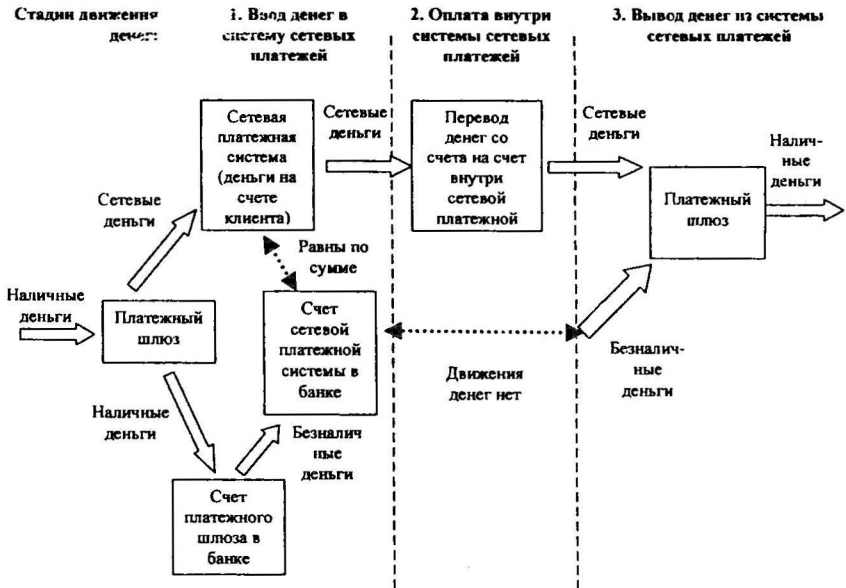 Стадии движения
денег:
1. Ввод денег в
систему сетевых
платежей
2. Оплата внутри
системы сетевых
платежей
3. Вывод денег из системы
сетевых платежей
Сетевая
платежная
система
(деньги на
счете
клиента)
Сетевые
деньги
Перевод
денег со
счета на счет
внутри
сетевой
платежной
Сетевые
деньги
Платежный
шлюз
Налич-
ные
деньги
Сетевые
деньги
Равны по
сумме
Наличные
деньги
Платежный
шлюз
Счет
сетевой
платежной
системы в
банке
Движения
денег нет
Безналич-
ные
деньги
Наличные
деньги
Безналич
ные
деньги
Счет
платежного
шлюза в
банке